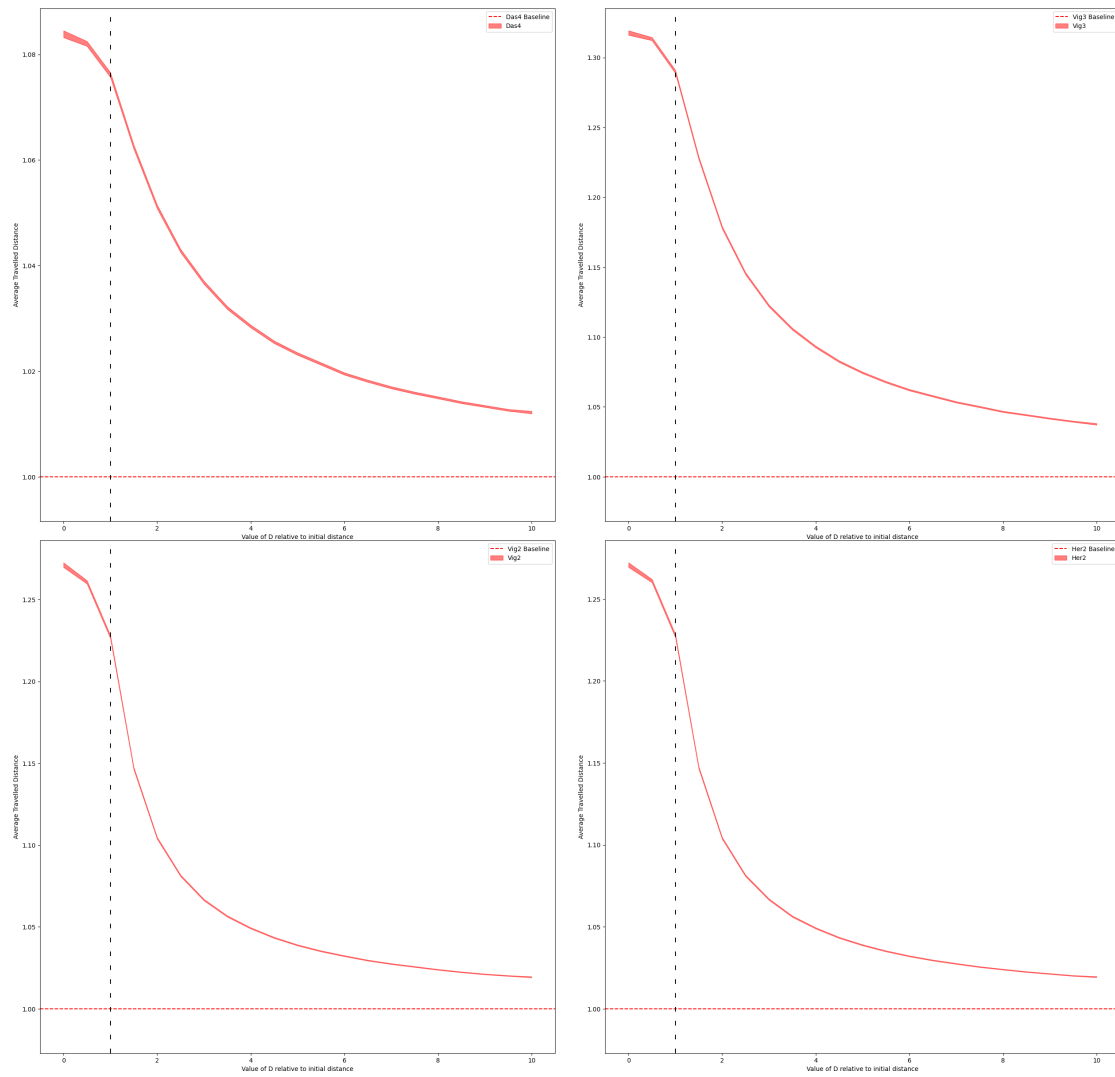 Das4 Baseline
Das4
1.08
1.06
1.04
1.02
1.00
Average Travelled Distance
0 2 4 6 8 10
Value of D relative to initial distance
Vig3 Baseline
Vig3
1.30
1.25
1.20
1.15
1.10
1.05
1.00
Average Travelled Distance
0 2 4 6 8 10
Value of D relative to initial distance
Vig2 Baseline
Vig2
1.25
1.20
1.15
1.10
1.05
1.00
Average Travelled Distance
0 2 4 6 8 10
Value of D relative to initial distance
Her2 Baseline
Her2
1.25
1.20
1.15
1.10
1.05
1.00
Average Travelled Distance
0 2 4 6 8 10
Value of D relative to initial distance